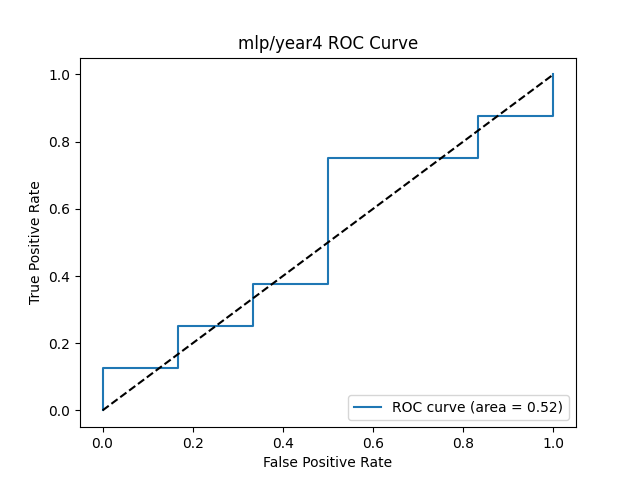 mlp/year4 ROC Curve
True Positive Rate
1.0
0.8
0.6
0.4
0.2
0.0
0.0 0.2 0.4 0.6 0.8 1.0
False Positive Rate
ROC curve (area = 0.52)